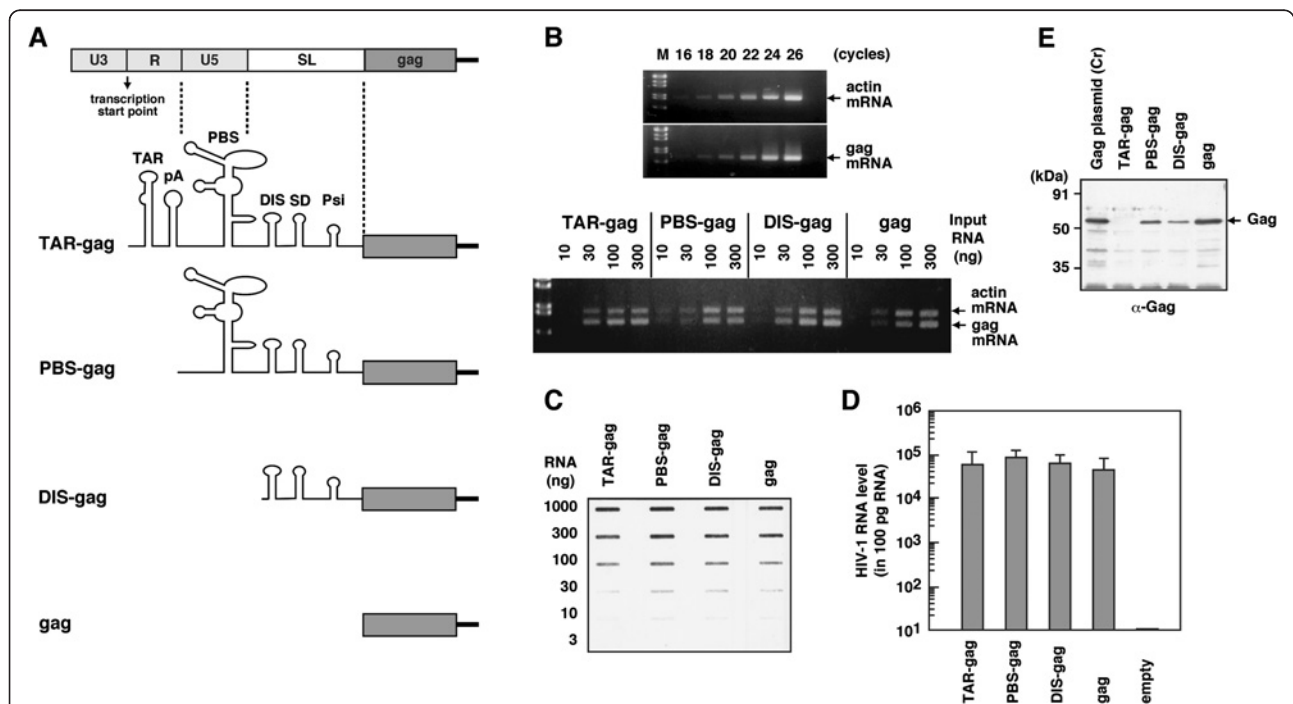 A
U3 R U5 SL gag
transcription
start point
PBS
TAR
pA
DIS SD Psi
TAR-gag
PBS-gag
DIS-gag
gag
B
M 16 18 20 22 24 26 (cycles)
actin
mRNA
gag
mRNA
TAR-gag PBS-gag DIS-gag gag
Input
RNA
(ng)
10 30 100 300 10 30 100 300 10 30 100 300 10 30 100 300
actin
mRNA
gag
mRNA
C
RNA
(ng)
TAR-gag PBS-gag DIS-gag gag
1000
300
100
30
10
3
D
HIV-1 RNA level
(in 100 pg RNA)
10⁶
10⁵
10⁴
10³
10²
10¹
TAR-gag PBS-gag DIS-gag gag empty
E
Gag plasmid (Cr) TAR-gag PBS-gag DIS-gag gag
(kDa)
91
50
35
Gag
α-Gag